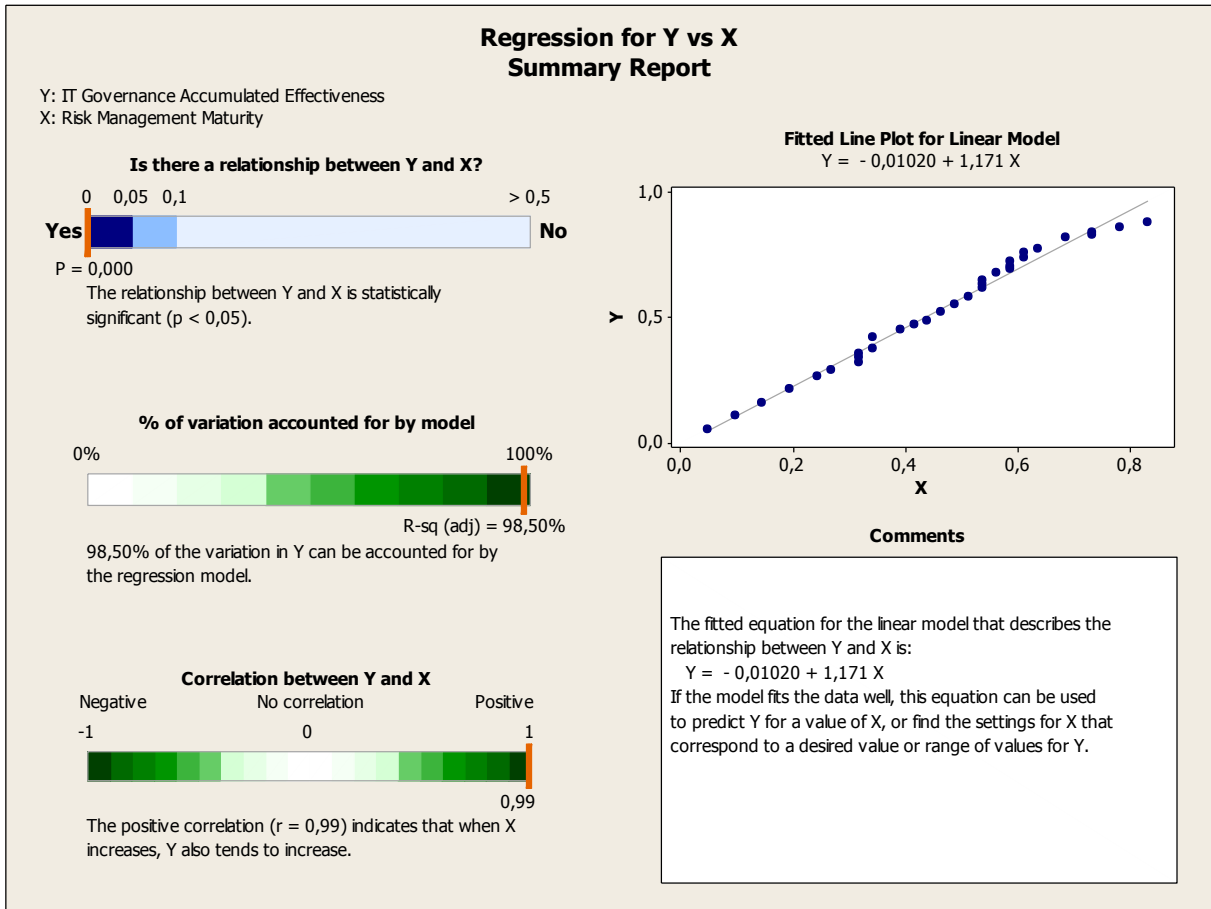 Regression for Y vs X
Summary Report
Y: IT Governance Accumulated Effectiveness
X: Risk Management Maturity
Is there a relationship between Y and X?
0 0,05 0,1 > 0,5
Yes No
P = 0,000
The relationship between Y and X is statistically
significant (p < 0,05).
% of variation accounted for by model
0% 100%
R-sq (adj) = 98,50%
98,50% of the variation in Y can be accounted for by
the regression model.
Correlation between Y and X
Negative No correlation Positive
-1 0 1
0,99
The positive correlation (r = 0,99) indicates that when X
increases, Y also tends to increase.
Fitted Line Plot for Linear Model
Y = - 0,01020 + 1,171 X
1,0
0,5
0,0
Y
0,0 0,2 0,4 0,6 0,8
X
Comments
The fitted equation for the linear model that describes the
relationship between Y and X is:
Y = - 0,01020 + 1,171 X
If the model fits the data well, this equation can be used
to predict Y for a value of X, or find the settings for X that
correspond to a desired value or range of values for Y.